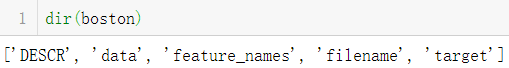 1 dir(boston)
['DESCR', 'data', 'feature_names', 'filename', 'target']